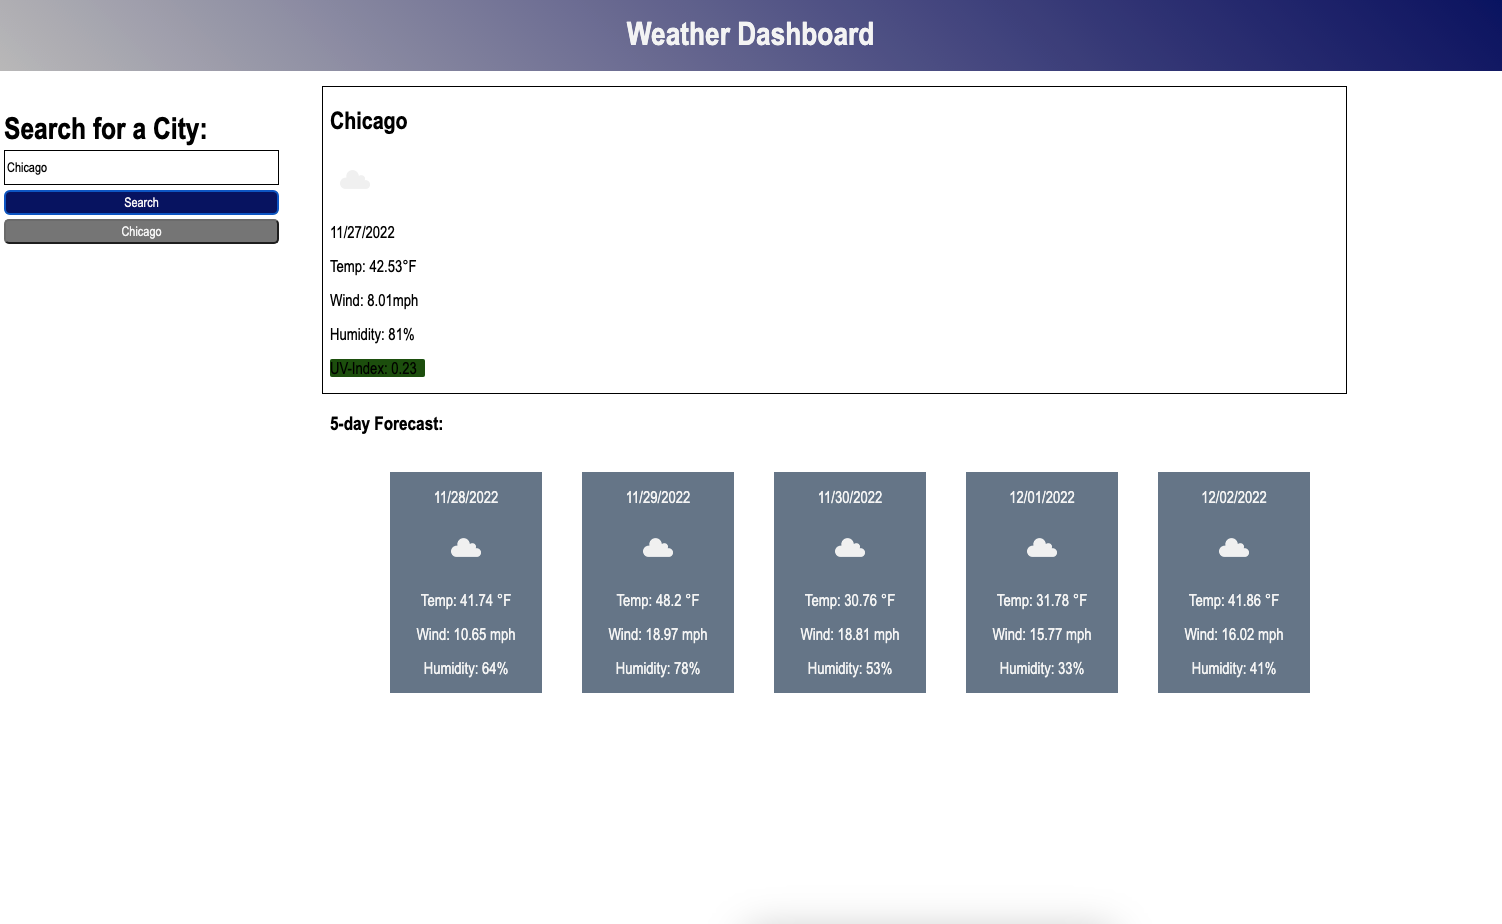 Weather Dashboard
Search for a City:
Chicago
Search
Chicago
Chicago
11/27/2022
Temp: 42.53°F
Wind: 8.01mph
Humidity: 81%
UV-Index: 0.23
5-day Forecast:
11/28/2022
Temp: 41.74 °F
Wind: 10.65 mph
Humidity: 64%
11/29/2022
Temp: 48.2 °F
Wind: 18.97 mph
Humidity: 78%
11/30/2022
Temp: 30.76 °F
Wind: 18.81 mph
Humidity: 53%
12/01/2022
Temp: 31.78 °F
Wind: 15.77 mph
Humidity: 33%
12/02/2022
Temp: 41.86 °F
Wind: 16.02 mph
Humidity: 41%